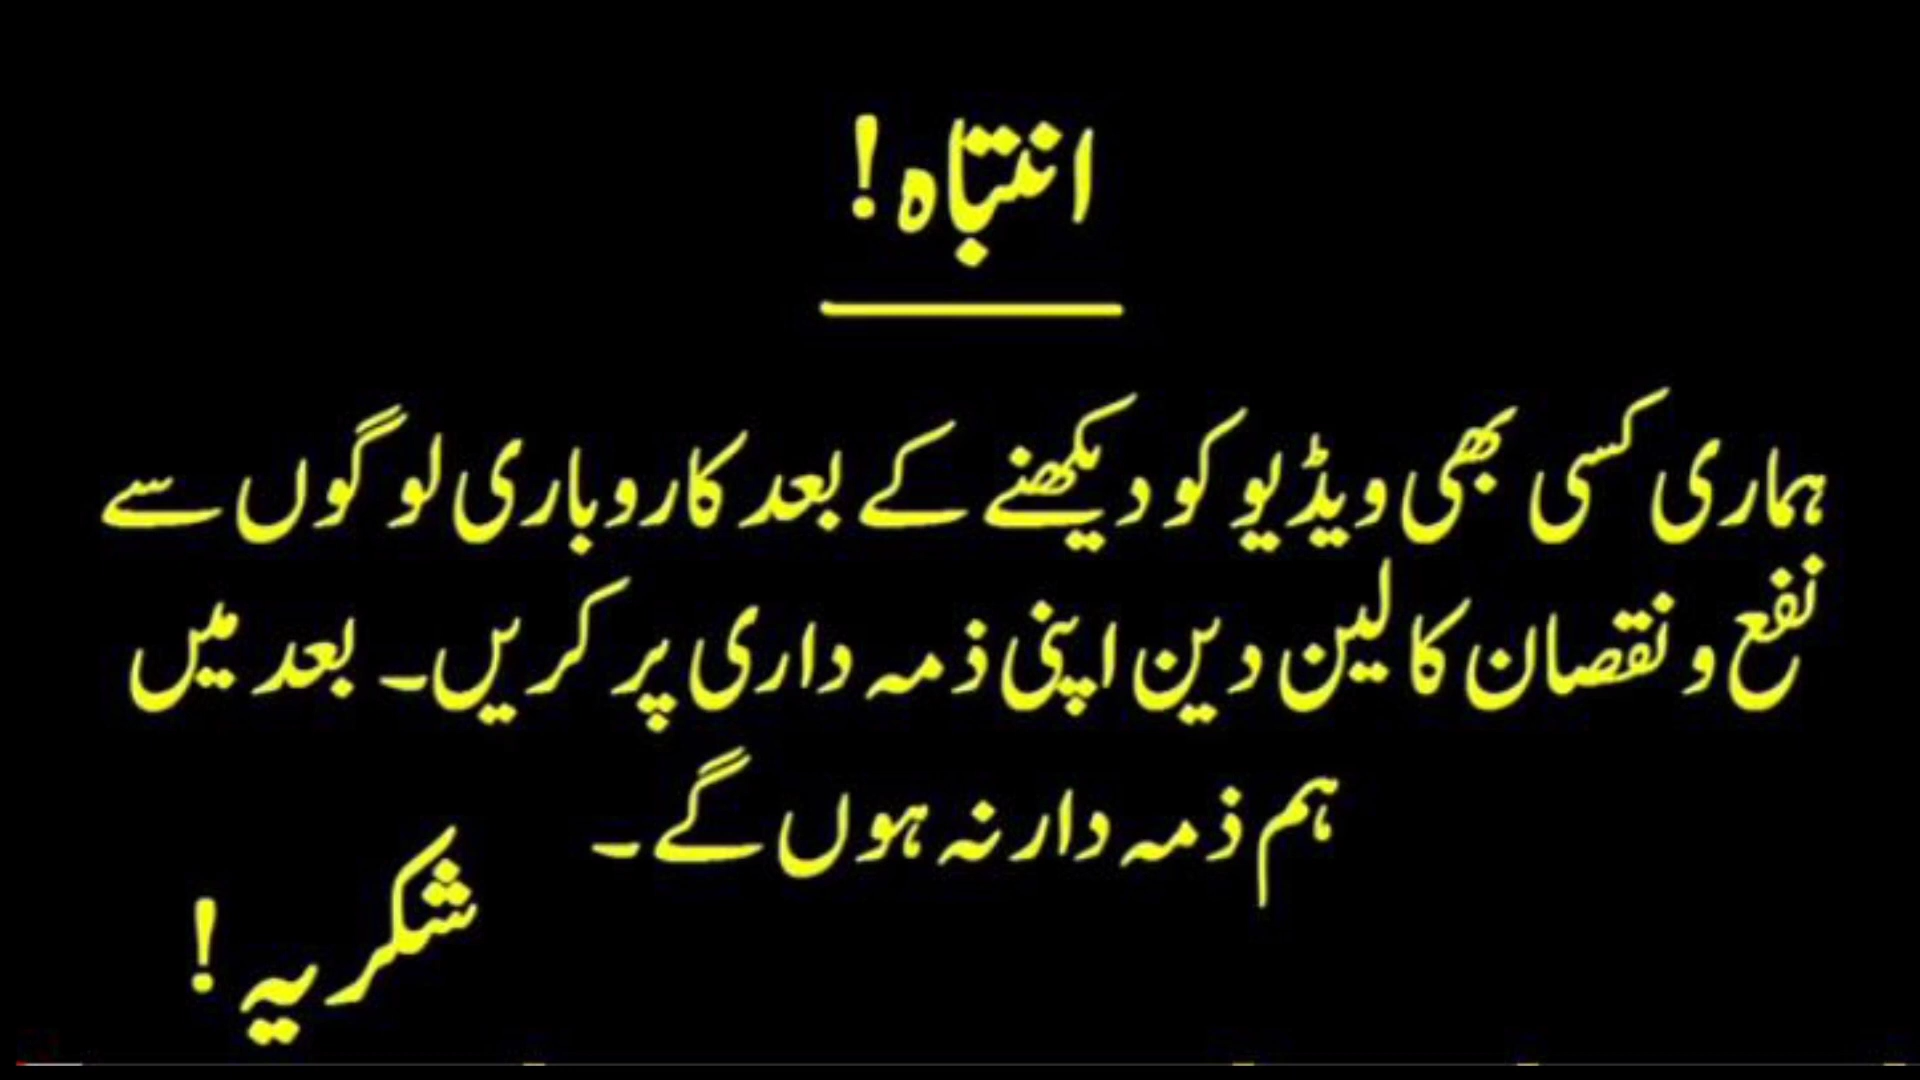 انتباہ!
ہماری کسی بھی ویڈیو کو دیکھنے کے بعد کاروباری لوگوں سے
نفع و نقصان کا لین دین اپنی ذمہ داری پر کریں۔ بعد میں
ہم ذمہ دار نہ ہوں گے۔
شکریہ!